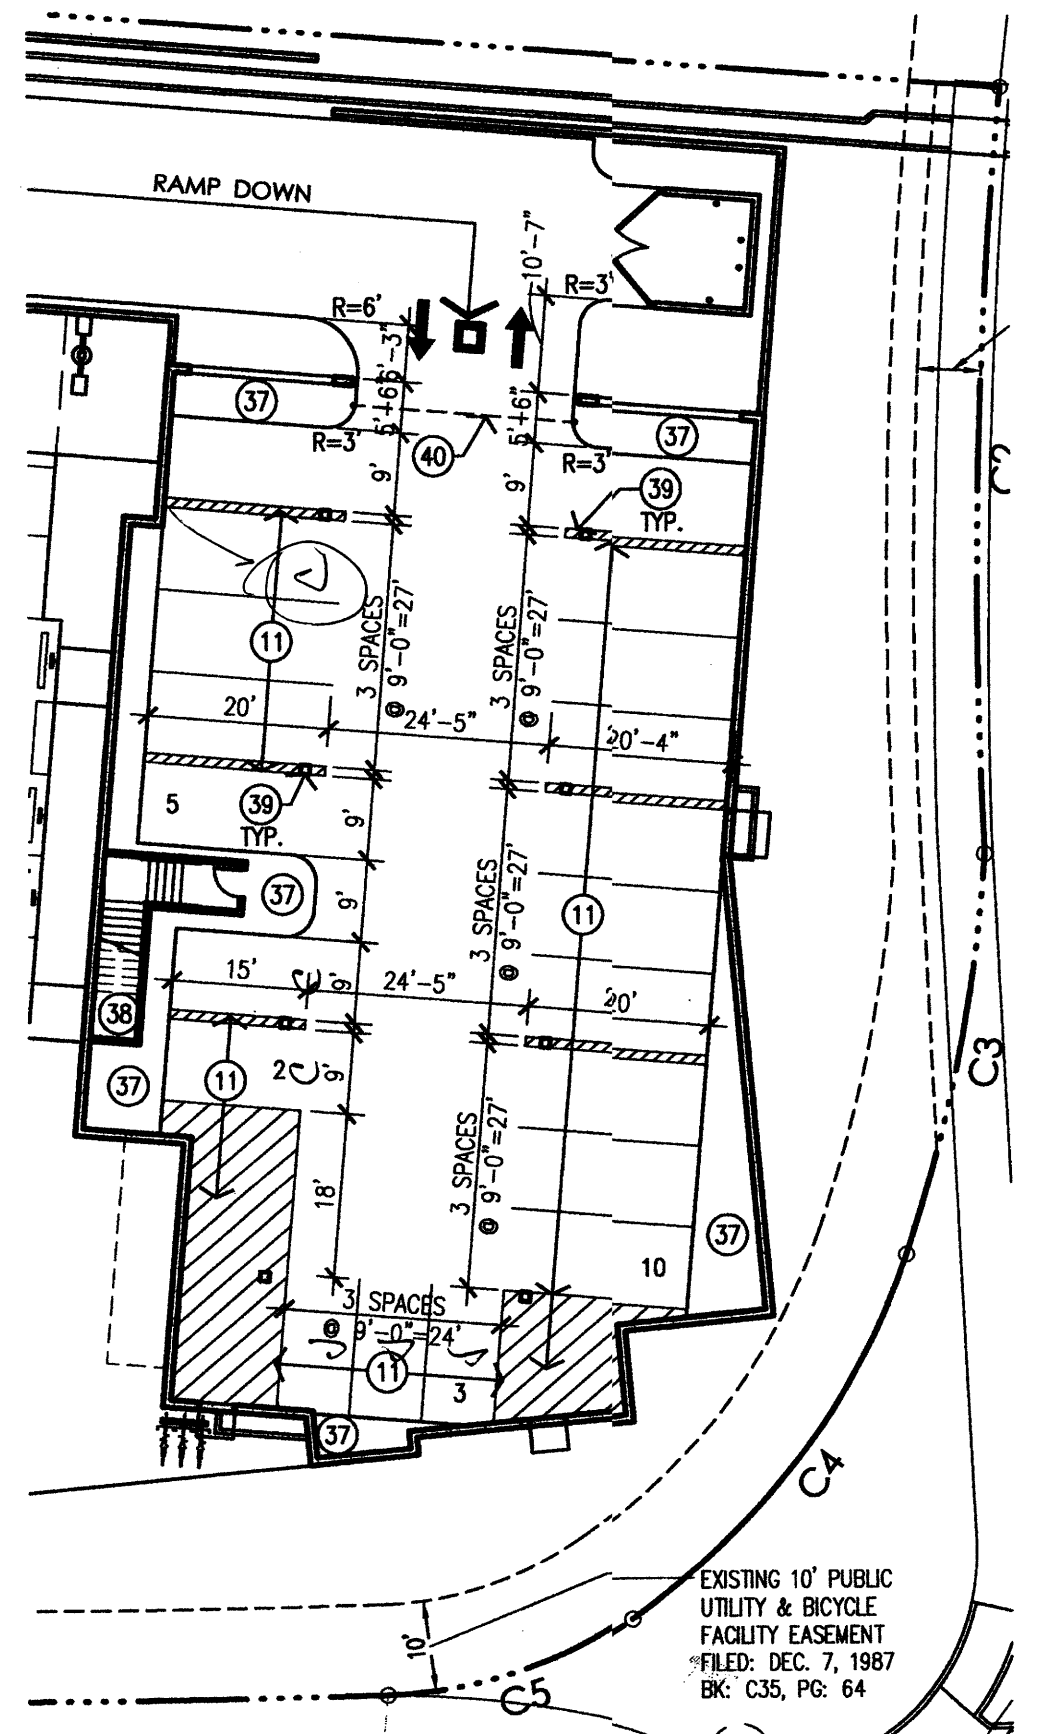 RAMP DOWN
10'-7"
R=3'
R=6'
6'-3"
5'+6"
5'+6"
37
37
R=3'
40
R=3'
9'
9'
39
TYP.
11
3 SPACES
@ 9'-0"=27'
3 SPACES
@ 9'-0"=27'
20'
24'-5"
20'-4"
5
39
TYP.
9'
37
9'
3 SPACES
@ 9'-0"=27'
11
15'
C
9'
24'-5"
20'
38
37
11
2
C
9'
C2
C3
18'
3 SPACES
@ 9'-0"=27'
37
10
3 SPACES
@ 9'-0"=24'
11
3
37
C4
EXISTING 10' PUBLIC
UTILITY & BICYCLE
FACILITY EASEMENT
FILED: DEC. 7, 1987
BK: C35, PG: 64
10'
C5